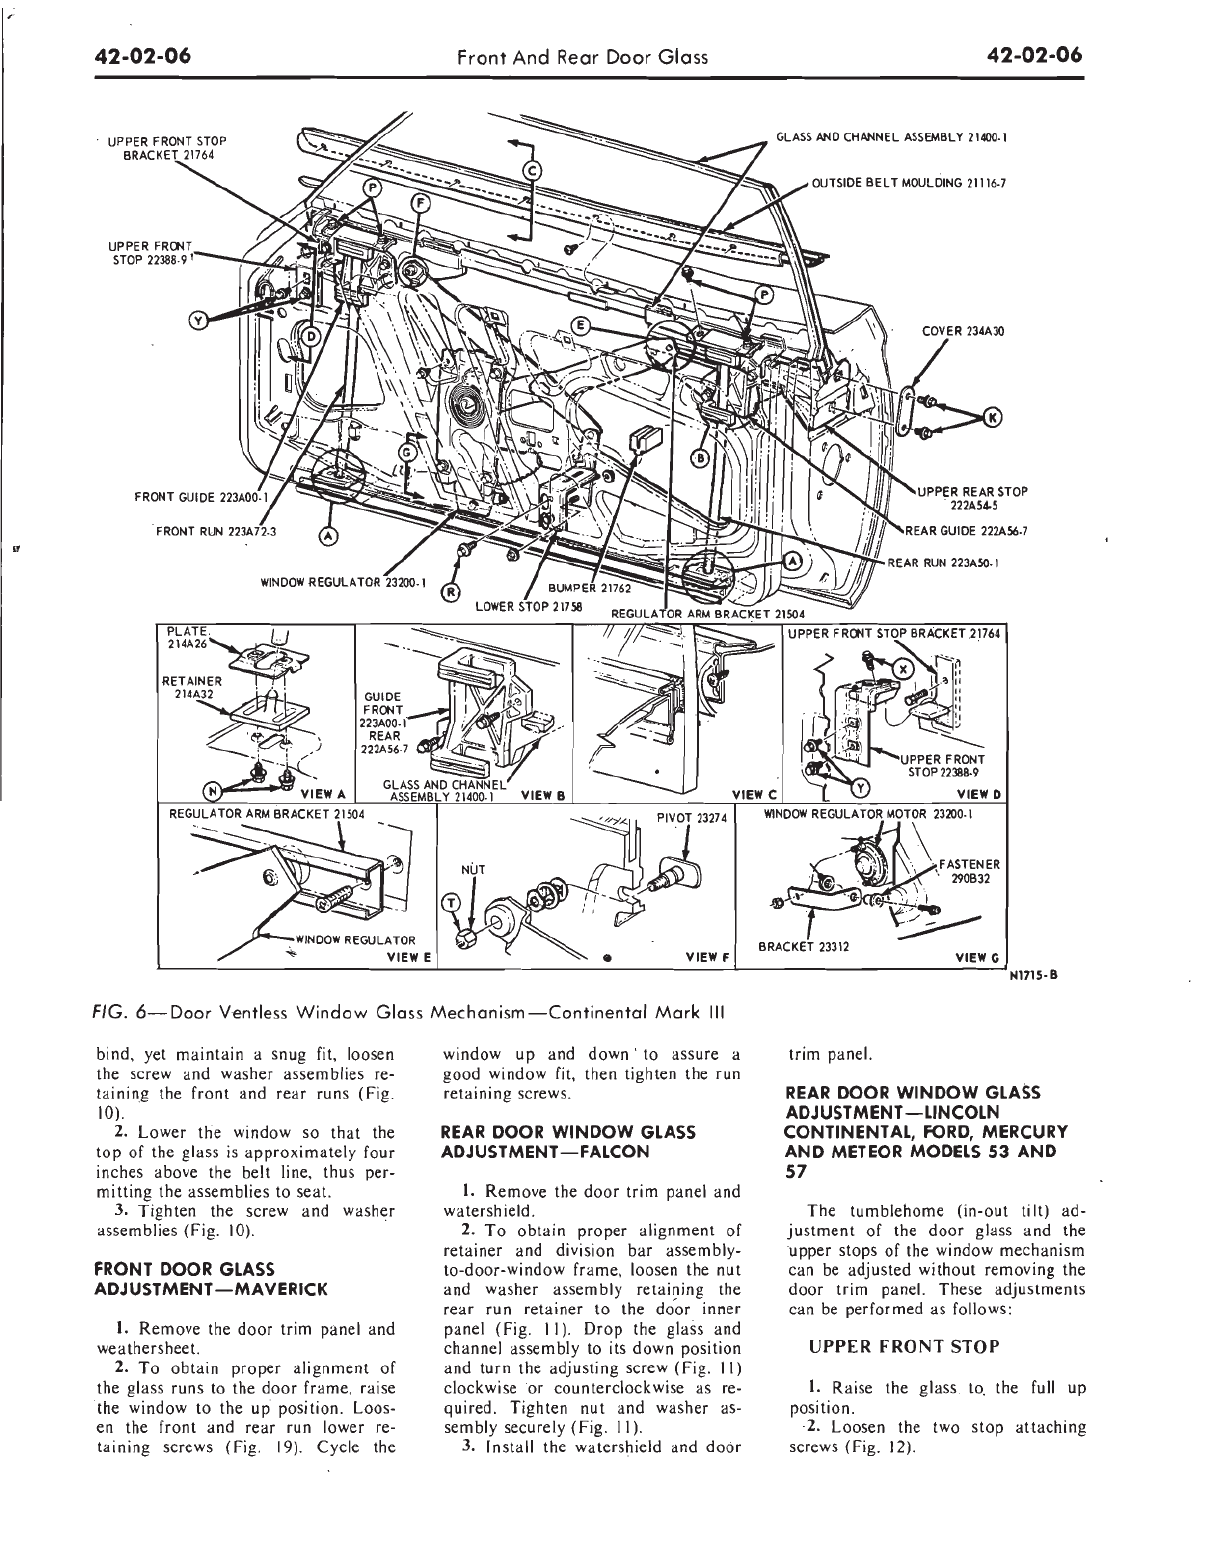 42-02-06
Front And Rear Door Glass
42-02-06
UPPER FRONT STOP
BRACKET 21764
GLASS AND CHANNEL ASSEMBLY 21400-1
OUTSIDE BELT MOULDING 21116-7
UPPER FRONT
STOP 22388-9
COVER 234A30
C
P
F
Y
D
E
P
K
G
B
FRONT GUIDE 223A00-1
UPPER REAR STOP
222A54-5
FRONT RUN 223A72-3
A
REAR GUIDE 222A56-7
A
REAR RUN 223A50-1
WINDOW REGULATOR 23200-1
R
BUMPER 21762
LOWER STOP 21758
REGULATOR ARM BRACKET 21504
PLATE
214A26
RETAINER
214A32
N
VIEW A
GUIDE
FRONT
223A00-1
REAR
222A56-7
GLASS AND CHANNEL
ASSEMBLY 21400-1
VIEW B
VIEW C
UPPER FRONT STOP BRACKET 21764
X
UPPER FRONT
STOP 22388-9
Y
VIEW D
REGULATOR ARM BRACKET 21504
WINDOW REGULATOR
VIEW E
PIVOT 23274
NUT
T
VIEW F
WINDOW REGULATOR MOTOR 23200-1
FASTENER
290B32
BRACKET 23312
VIEW G
N1715-B
FIG. 6—Door Ventless Window Glass Mechanism—Continental Mark III
bind, yet maintain a snug fit, loosen
the screw and washer assemblies re-
taining the front and rear runs (Fig.
10).
2. Lower the window so that the
top of the glass is approximately four
inches above the belt line, thus per-
mitting the assemblies to seat.
3. Tighten the screw and washer
assemblies (Fig. 10).
FRONT DOOR GLASS
ADJUSTMENT—MAVERICK
1. Remove the door trim panel and
weathersheet.
2. To obtain proper alignment of
the glass runs to the door frame, raise
the window to the up position. Loos-
en the front and rear run lower re-
taining screws (Fig. 19). Cycle the
window up and down to assure a
good window fit, then tighten the run
retaining screws.
REAR DOOR WINDOW GLASS
ADJUSTMENT—FALCON
1. Remove the door trim panel and
watershield.
2. To obtain proper alignment of
retainer and division bar assembly-
to-door-window frame, loosen the nut
and washer assembly retaining the
rear run retainer to the door inner
panel (Fig. 11). Drop the glass and
channel assembly to its down position
and turn the adjusting screw (Fig. 11)
clockwise or counterclockwise as re-
quired. Tighten nut and washer as-
sembly securely (Fig. 11).
3. Install the watershield and door
trim panel.
REAR DOOR WINDOW GLASS
ADJUSTMENT—LINCOLN
CONTINENTAL, FORD, MERCURY
AND METEOR MODELS 53 AND
57
The tumblehome (in-out tilt) ad-
justment of the door glass and the
upper stops of the window mechanism
can be adjusted without removing the
door trim panel. These adjustments
can be performed as follows:
UPPER FRONT STOP
1. Raise the glass to the full up
position.
2. Loosen the two stop attaching
screws (Fig. 12).